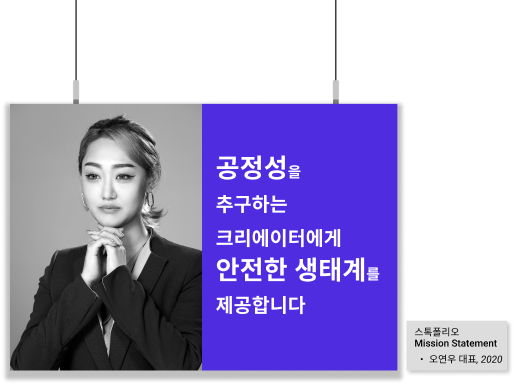 공정성을
추구하는
크리에이터에게
안전한 생태계를
제공합니다
스톡폴리오
Mission Statement
• 오연우 대표, 2020